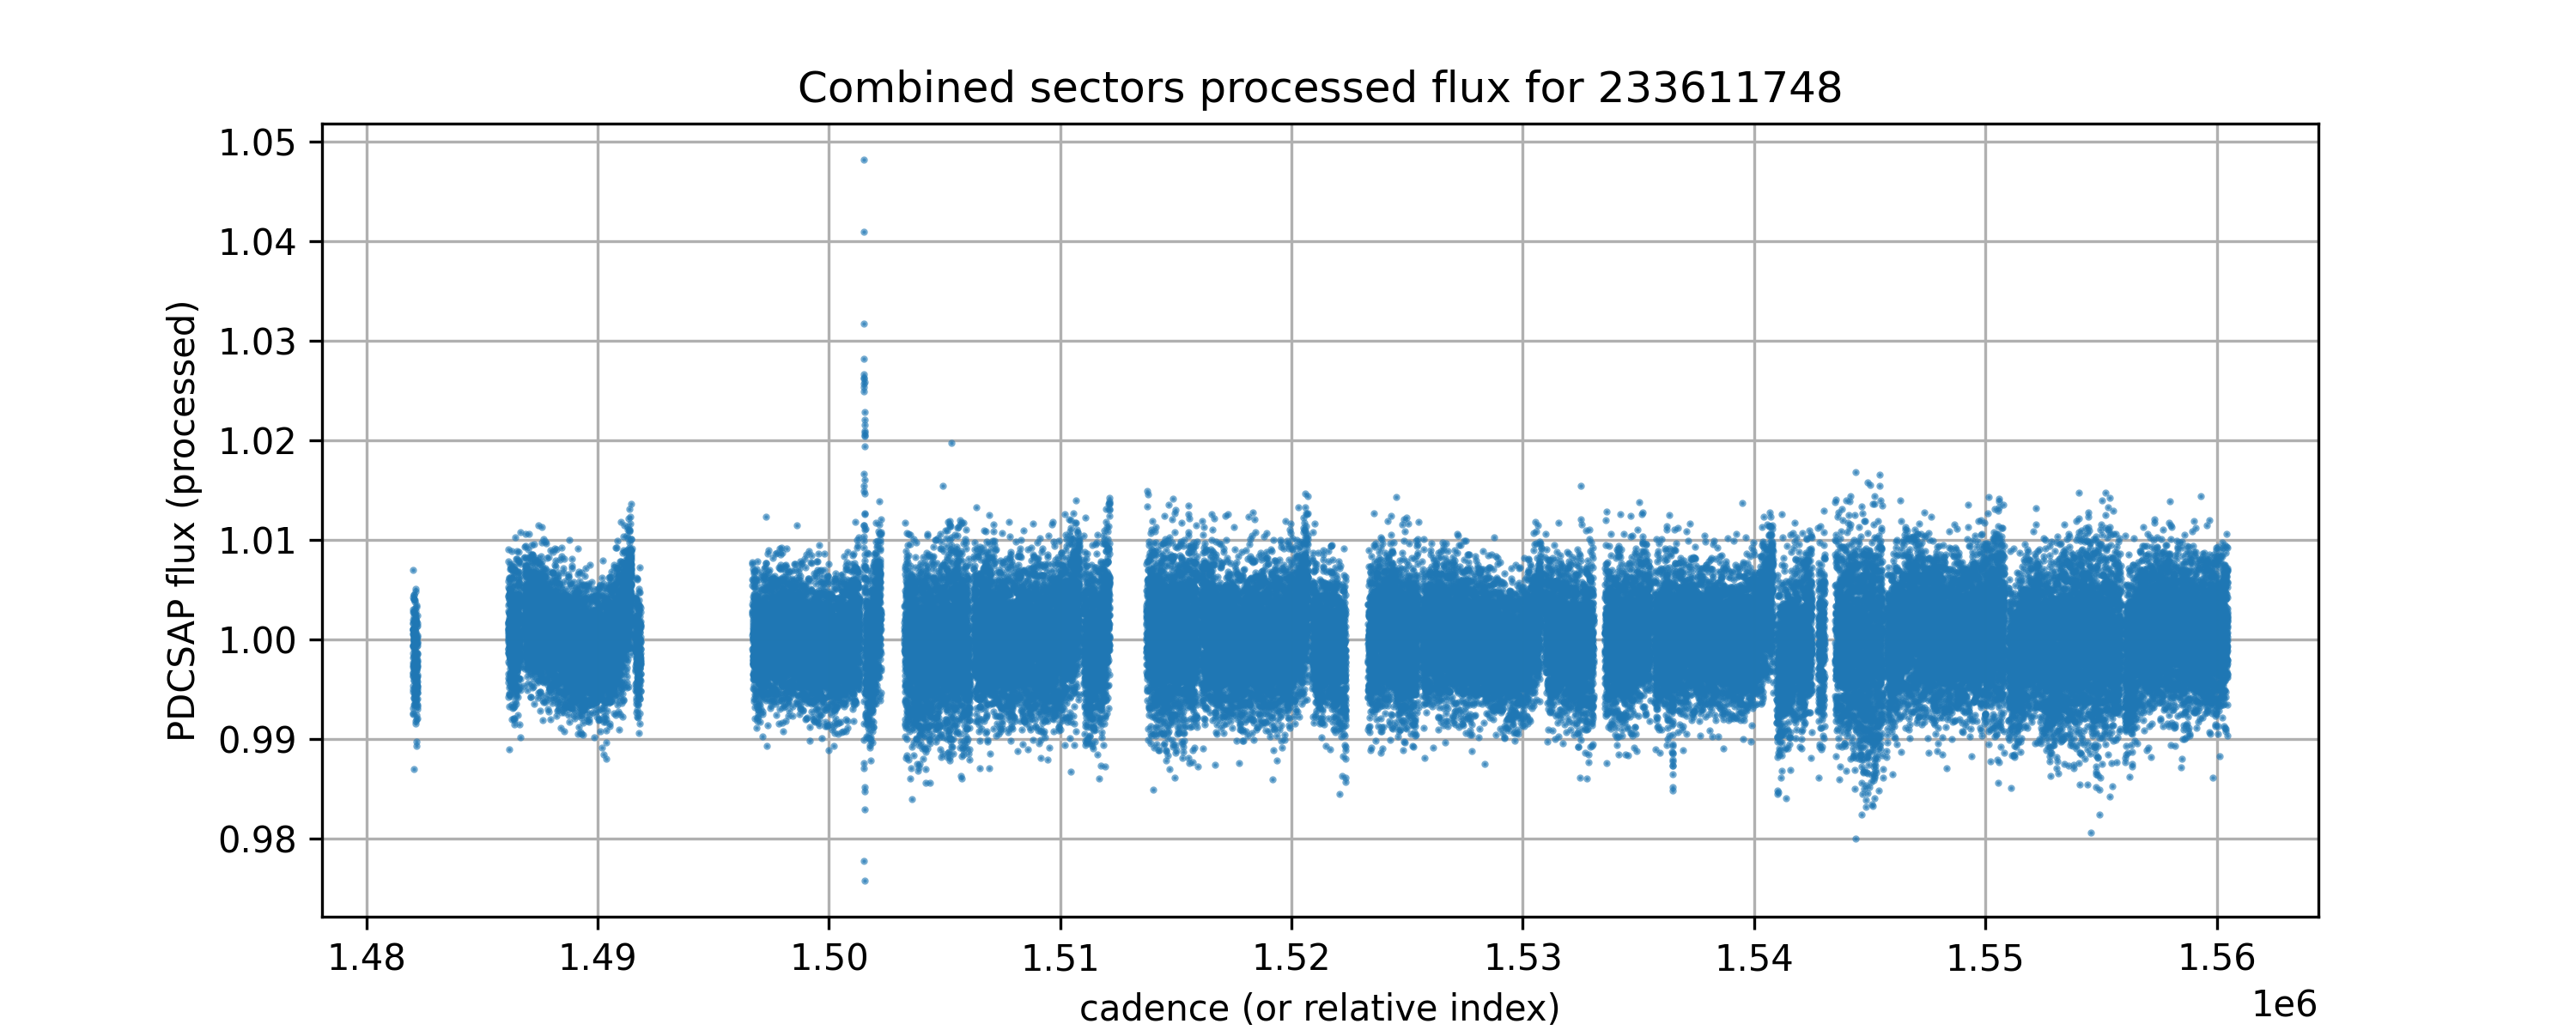 Combined sectors processed flux for 233611748
PDCSAP flux (processed)
1.05
1.04
1.03
1.02
1.01
1.00
0.99
0.98
1.48 1.49 1.50 1.51 1.52 1.53 1.54 1.55 1.56
1e6
cadence (or relative index)